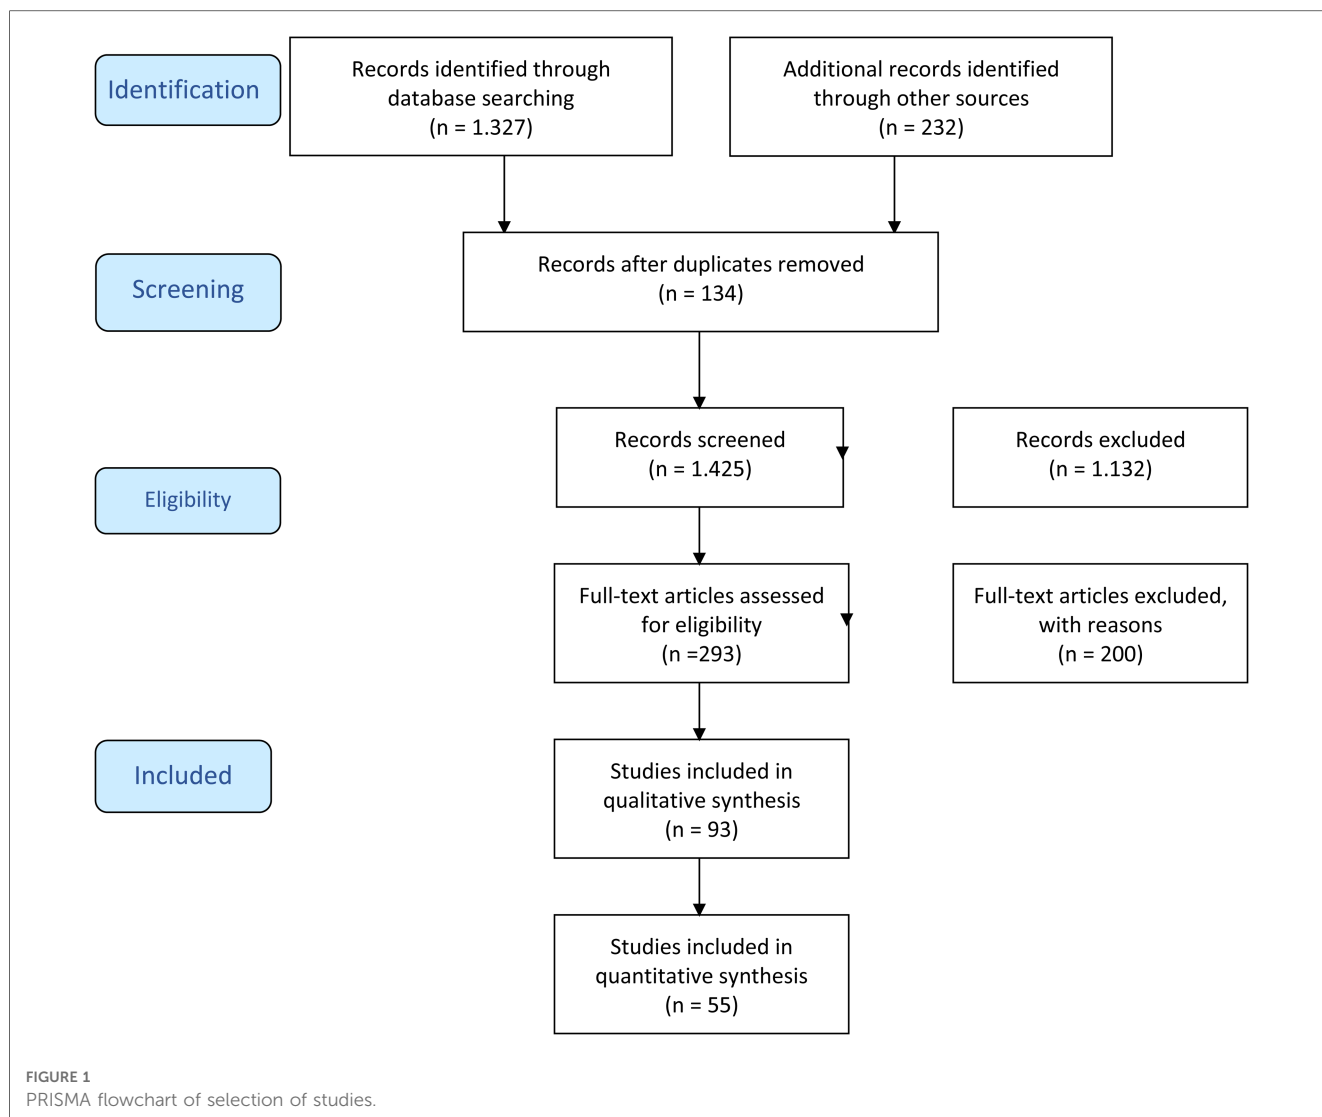 Identification
Records identified through
database searching
(n = 1.327)
Additional records identified
through other sources
(n = 232)
Screening
Records after duplicates removed
(n = 134)
Records screened
(n = 1.425)
Records excluded
(n = 1.132)
Eligibility
Full-text articles assessed
for eligibility
(n =293)
Full-text articles excluded,
with reasons
(n = 200)
Included
Studies included in
qualitative synthesis
(n = 93)
Studies included in
quantitative synthesis
(n = 55)
FIGURE 1
PRISMA flowchart of selection of studies.